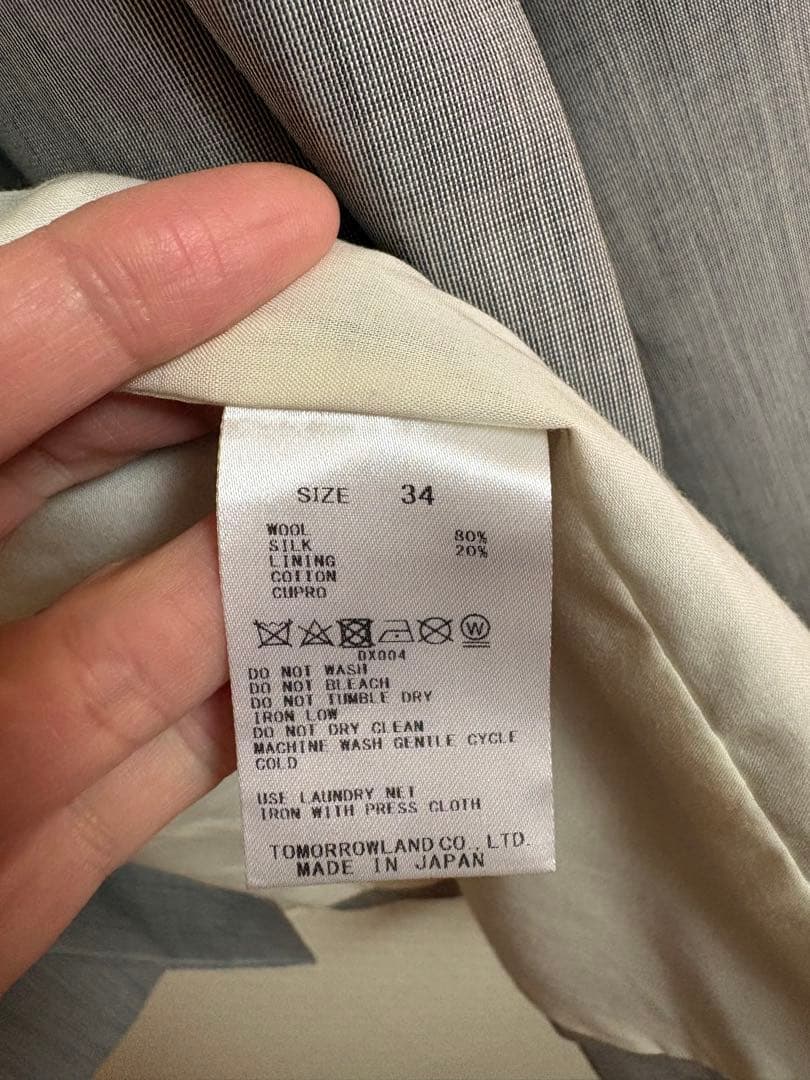 SIZE 34
WOOL 80%
SILK 20%
LINING
COTTON
CUPRO
W
DX004
DO NOT WASH
DO NOT BLEACH
DO NOT TUMBLE DRY
IRON LOW
DO NOT DRY CLEAN
MACHINE WASH GENTLE CYCLE
COLD
USE LAUNDRY NET
IRON WITH PRESS CLOTH
TOMORROWLAND CO., LTD.
MADE IN JAPAN